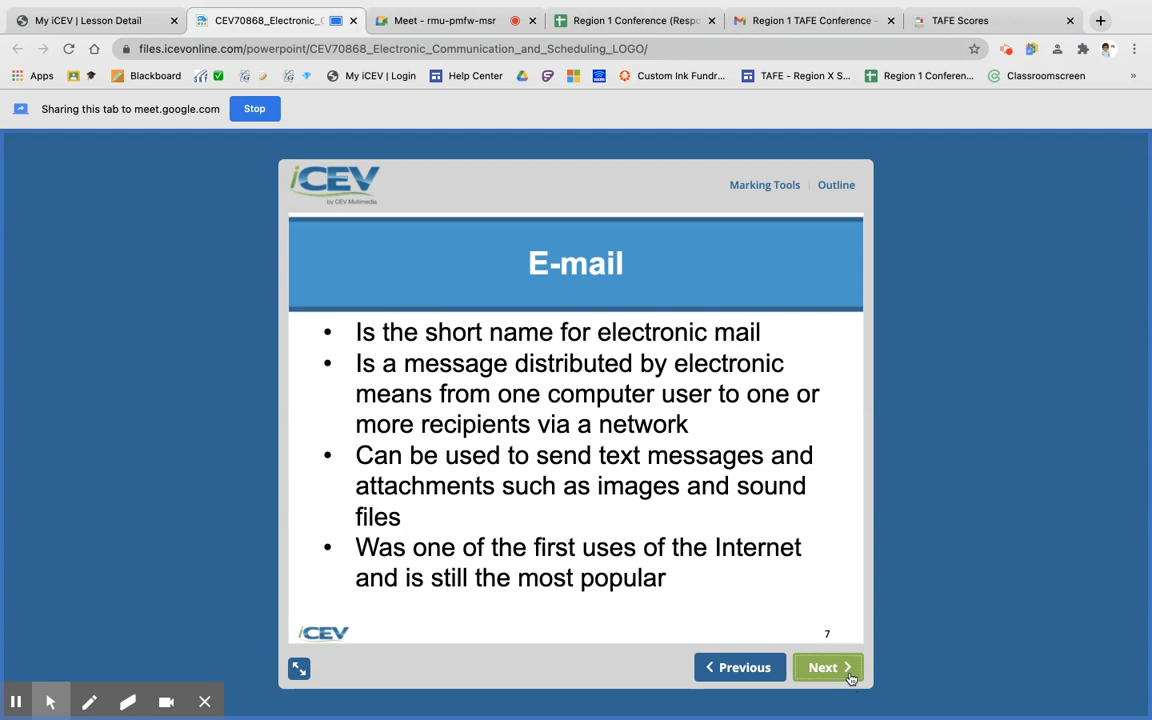 My iCEV | Lesson Detail
CEV70868_Electronic_C
Meet - rmu-pmfw-msr
Region 1 Conference (Respo
Region 1 TAFE Conference -
TAFE Scores
files.icevonline.com/powerpoint/CEV70868_Electronic_Communication_and_Scheduling_LOGO/
Apps
Blackboard
My iCEV | Login
Help Center
Custom Ink Fundr...
TAFE - Region X S...
Region 1 Conferen...
Classroomscreen
»
Sharing this tab to meet.google.com
Stop
iCEV
by CEV Multimedia
Marking Tools | Outline
E-mail
• Is the short name for electronic mail
• Is a message distributed by electronic
means from one computer user to one or
more recipients via a network
• Can be used to send text messages and
attachments such as images and sound
files
• Was one of the first uses of the Internet
and is still the most popular
iCEV
7
Previous
Next